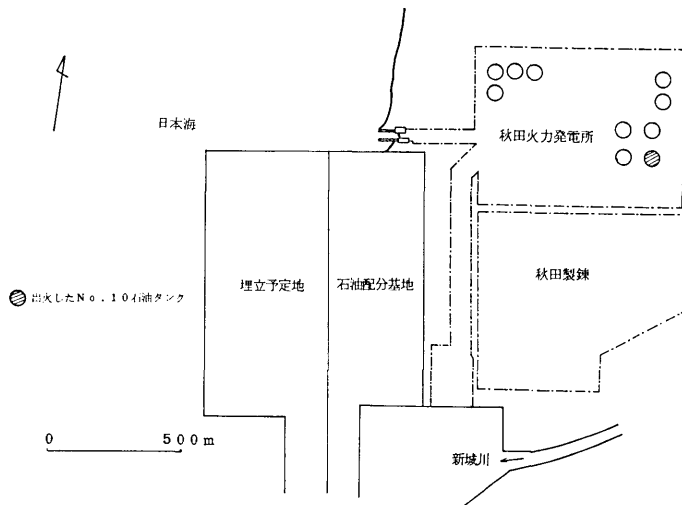 日本海
秋田火力発電所
埋立予定地
石油配分基地
秋田製錬
出火したNo.10石油タンク
0 500m
新城川